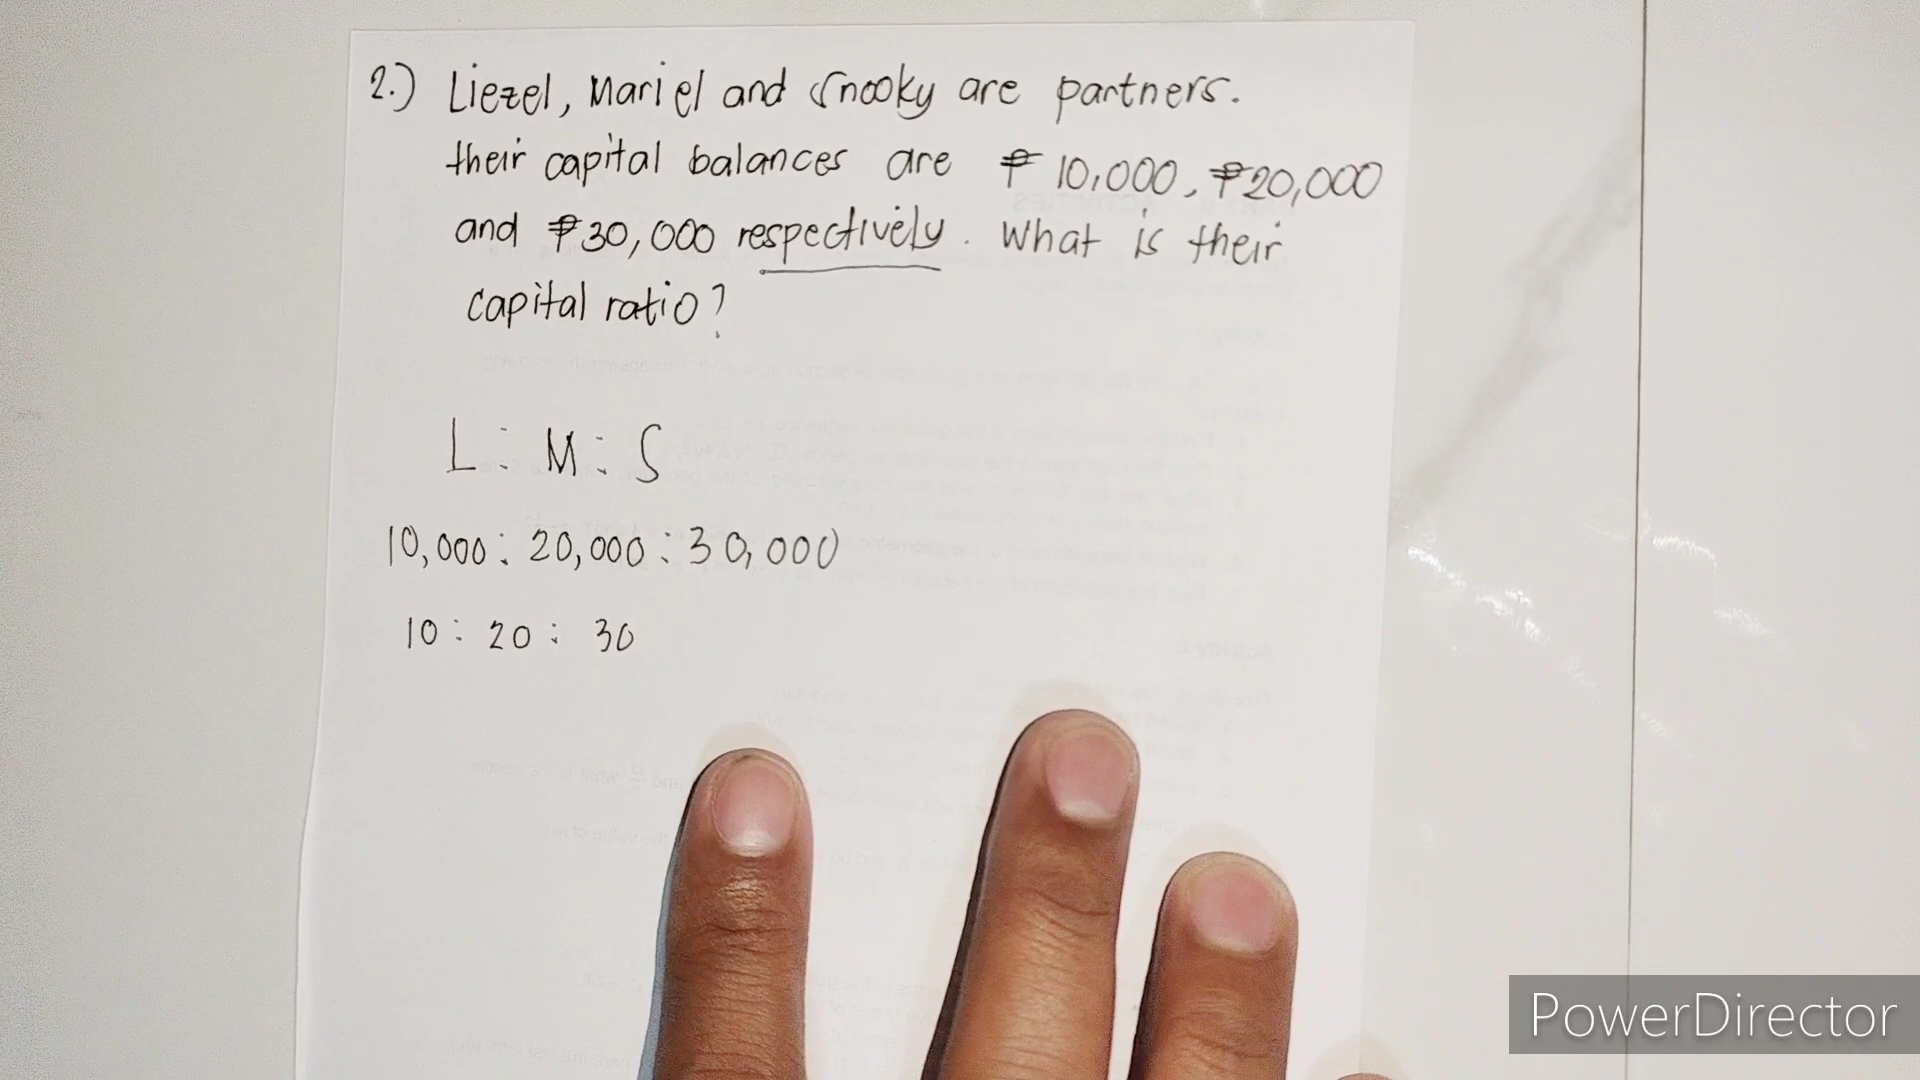 2.) Liezel, Mariel and Snooky are partners.
their capital balances are ₱10,000, ₱20,000
and ₱30,000 respectively. What is their
capital ratio?
L : M : S
10,000 : 20,000 : 30,000
10 : 20 : 30
PowerDirector